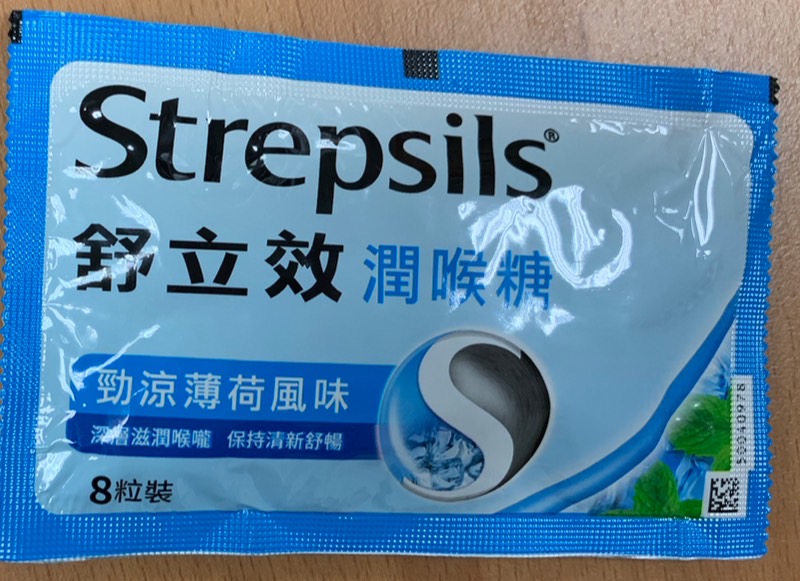 Strepsils®
舒立效 潤喉糖
勁涼薄荷風味
深層滋潤喉嚨 保持清新舒暢
8粒裝